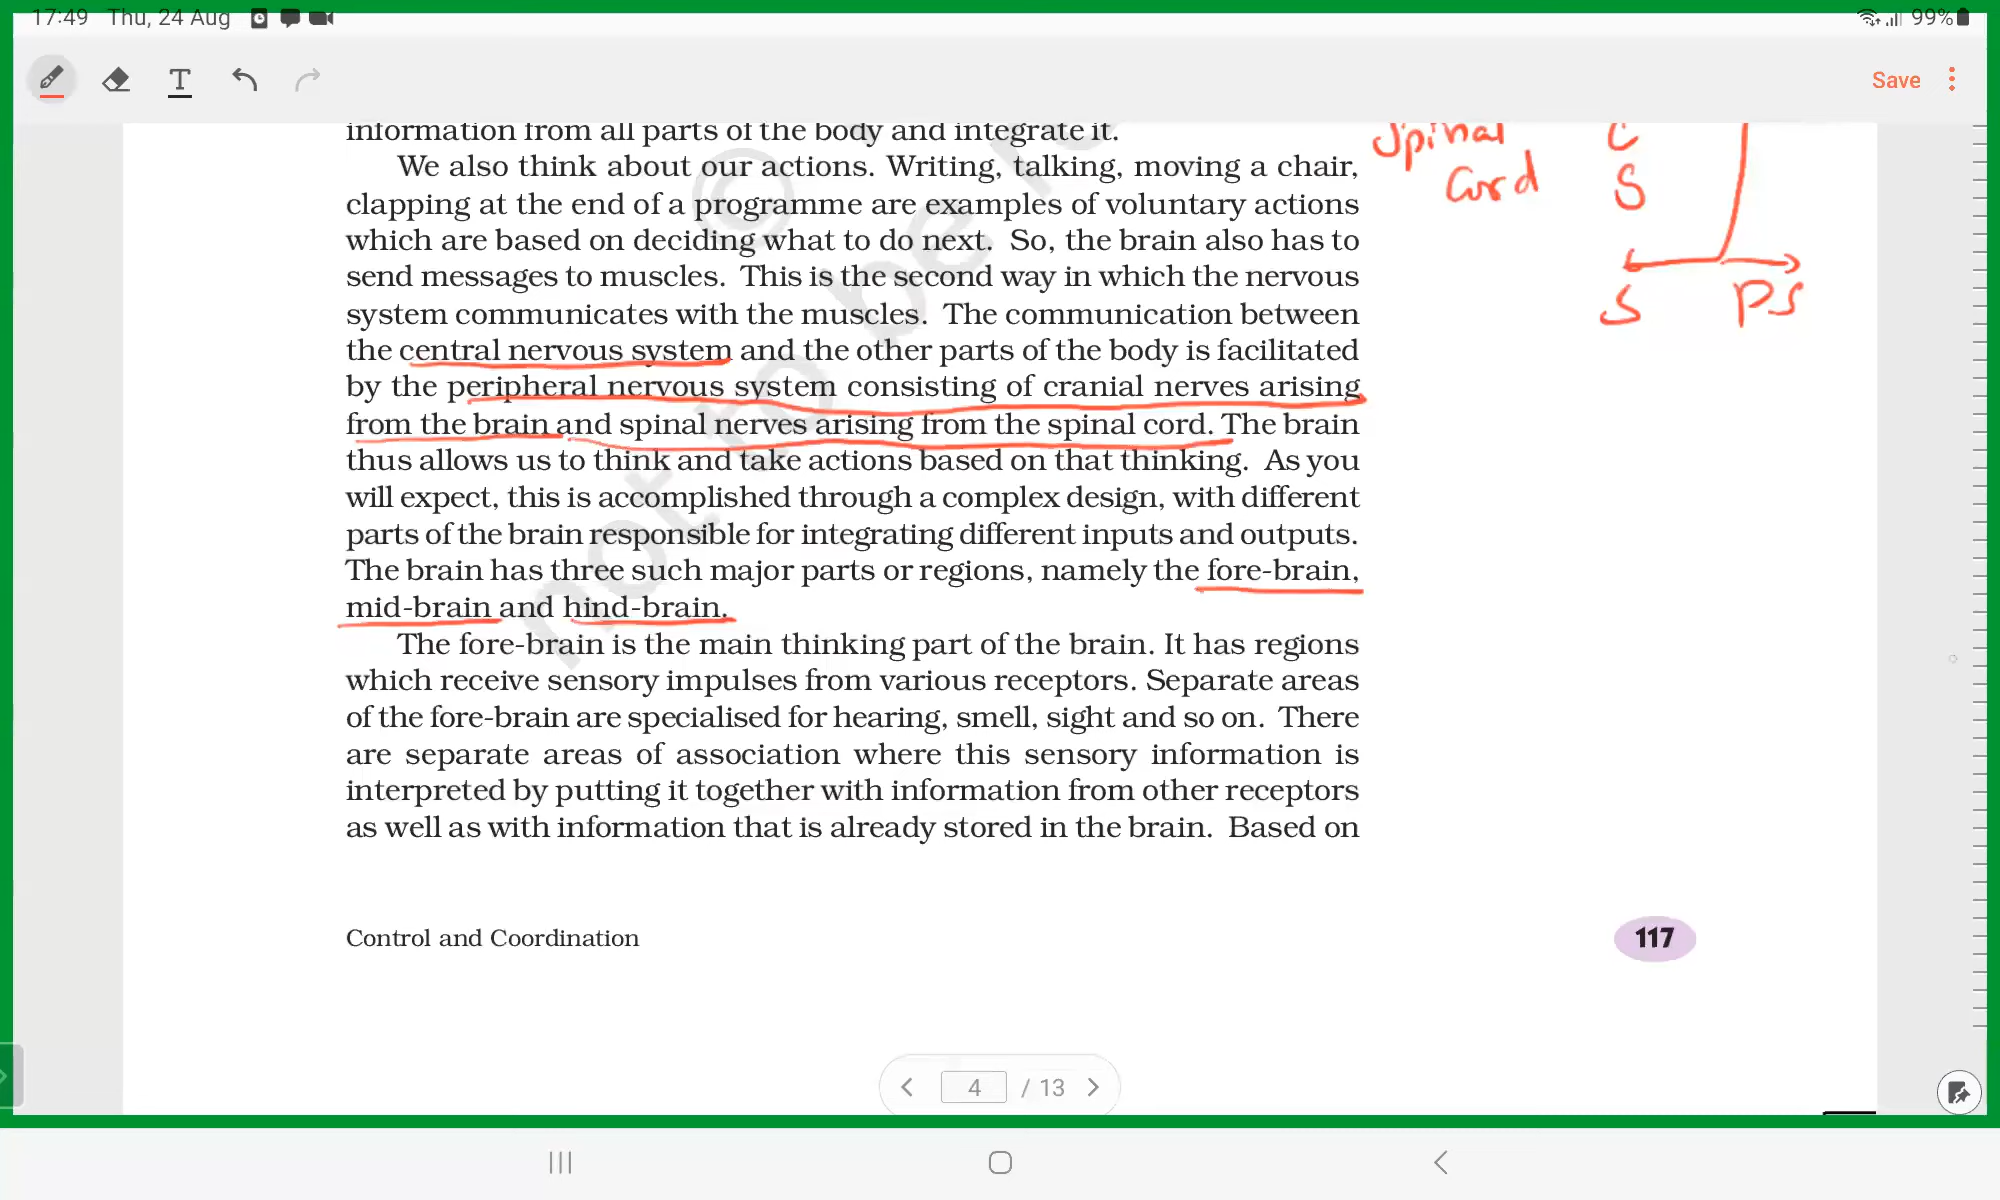 17:49 Thu, 24 Aug
99%
T
Save
information from all parts of the body and integrate it.
We also think about our actions. Writing, talking, moving a chair,
clapping at the end of a programme are examples of voluntary actions
which are based on deciding what to do next. So, the brain also has to
send messages to muscles. This is the second way in which the nervous
system communicates with the muscles. The communication between
the central nervous system and the other parts of the body is facilitated
by the peripheral nervous system consisting of cranial nerves arising
from the brain and spinal nerves arising from the spinal cord. The brain
thus allows us to think and take actions based on that thinking. As you
will expect, this is accomplished through a complex design, with different
parts of the brain responsible for integrating different inputs and outputs.
The brain has three such major parts or regions, namely the fore-brain,
mid-brain and hind-brain.
The fore-brain is the main thinking part of the brain. It has regions
which receive sensory impulses from various receptors. Separate areas
of the fore-brain are specialised for hearing, smell, sight and so on. There
are separate areas of association where this sensory information is
interpreted by putting it together with information from other receptors
as well as with information that is already stored in the brain. Based on
Spinal
Cord
C
S
S PS
© not to be
Control and Coordination
117
4 / 13